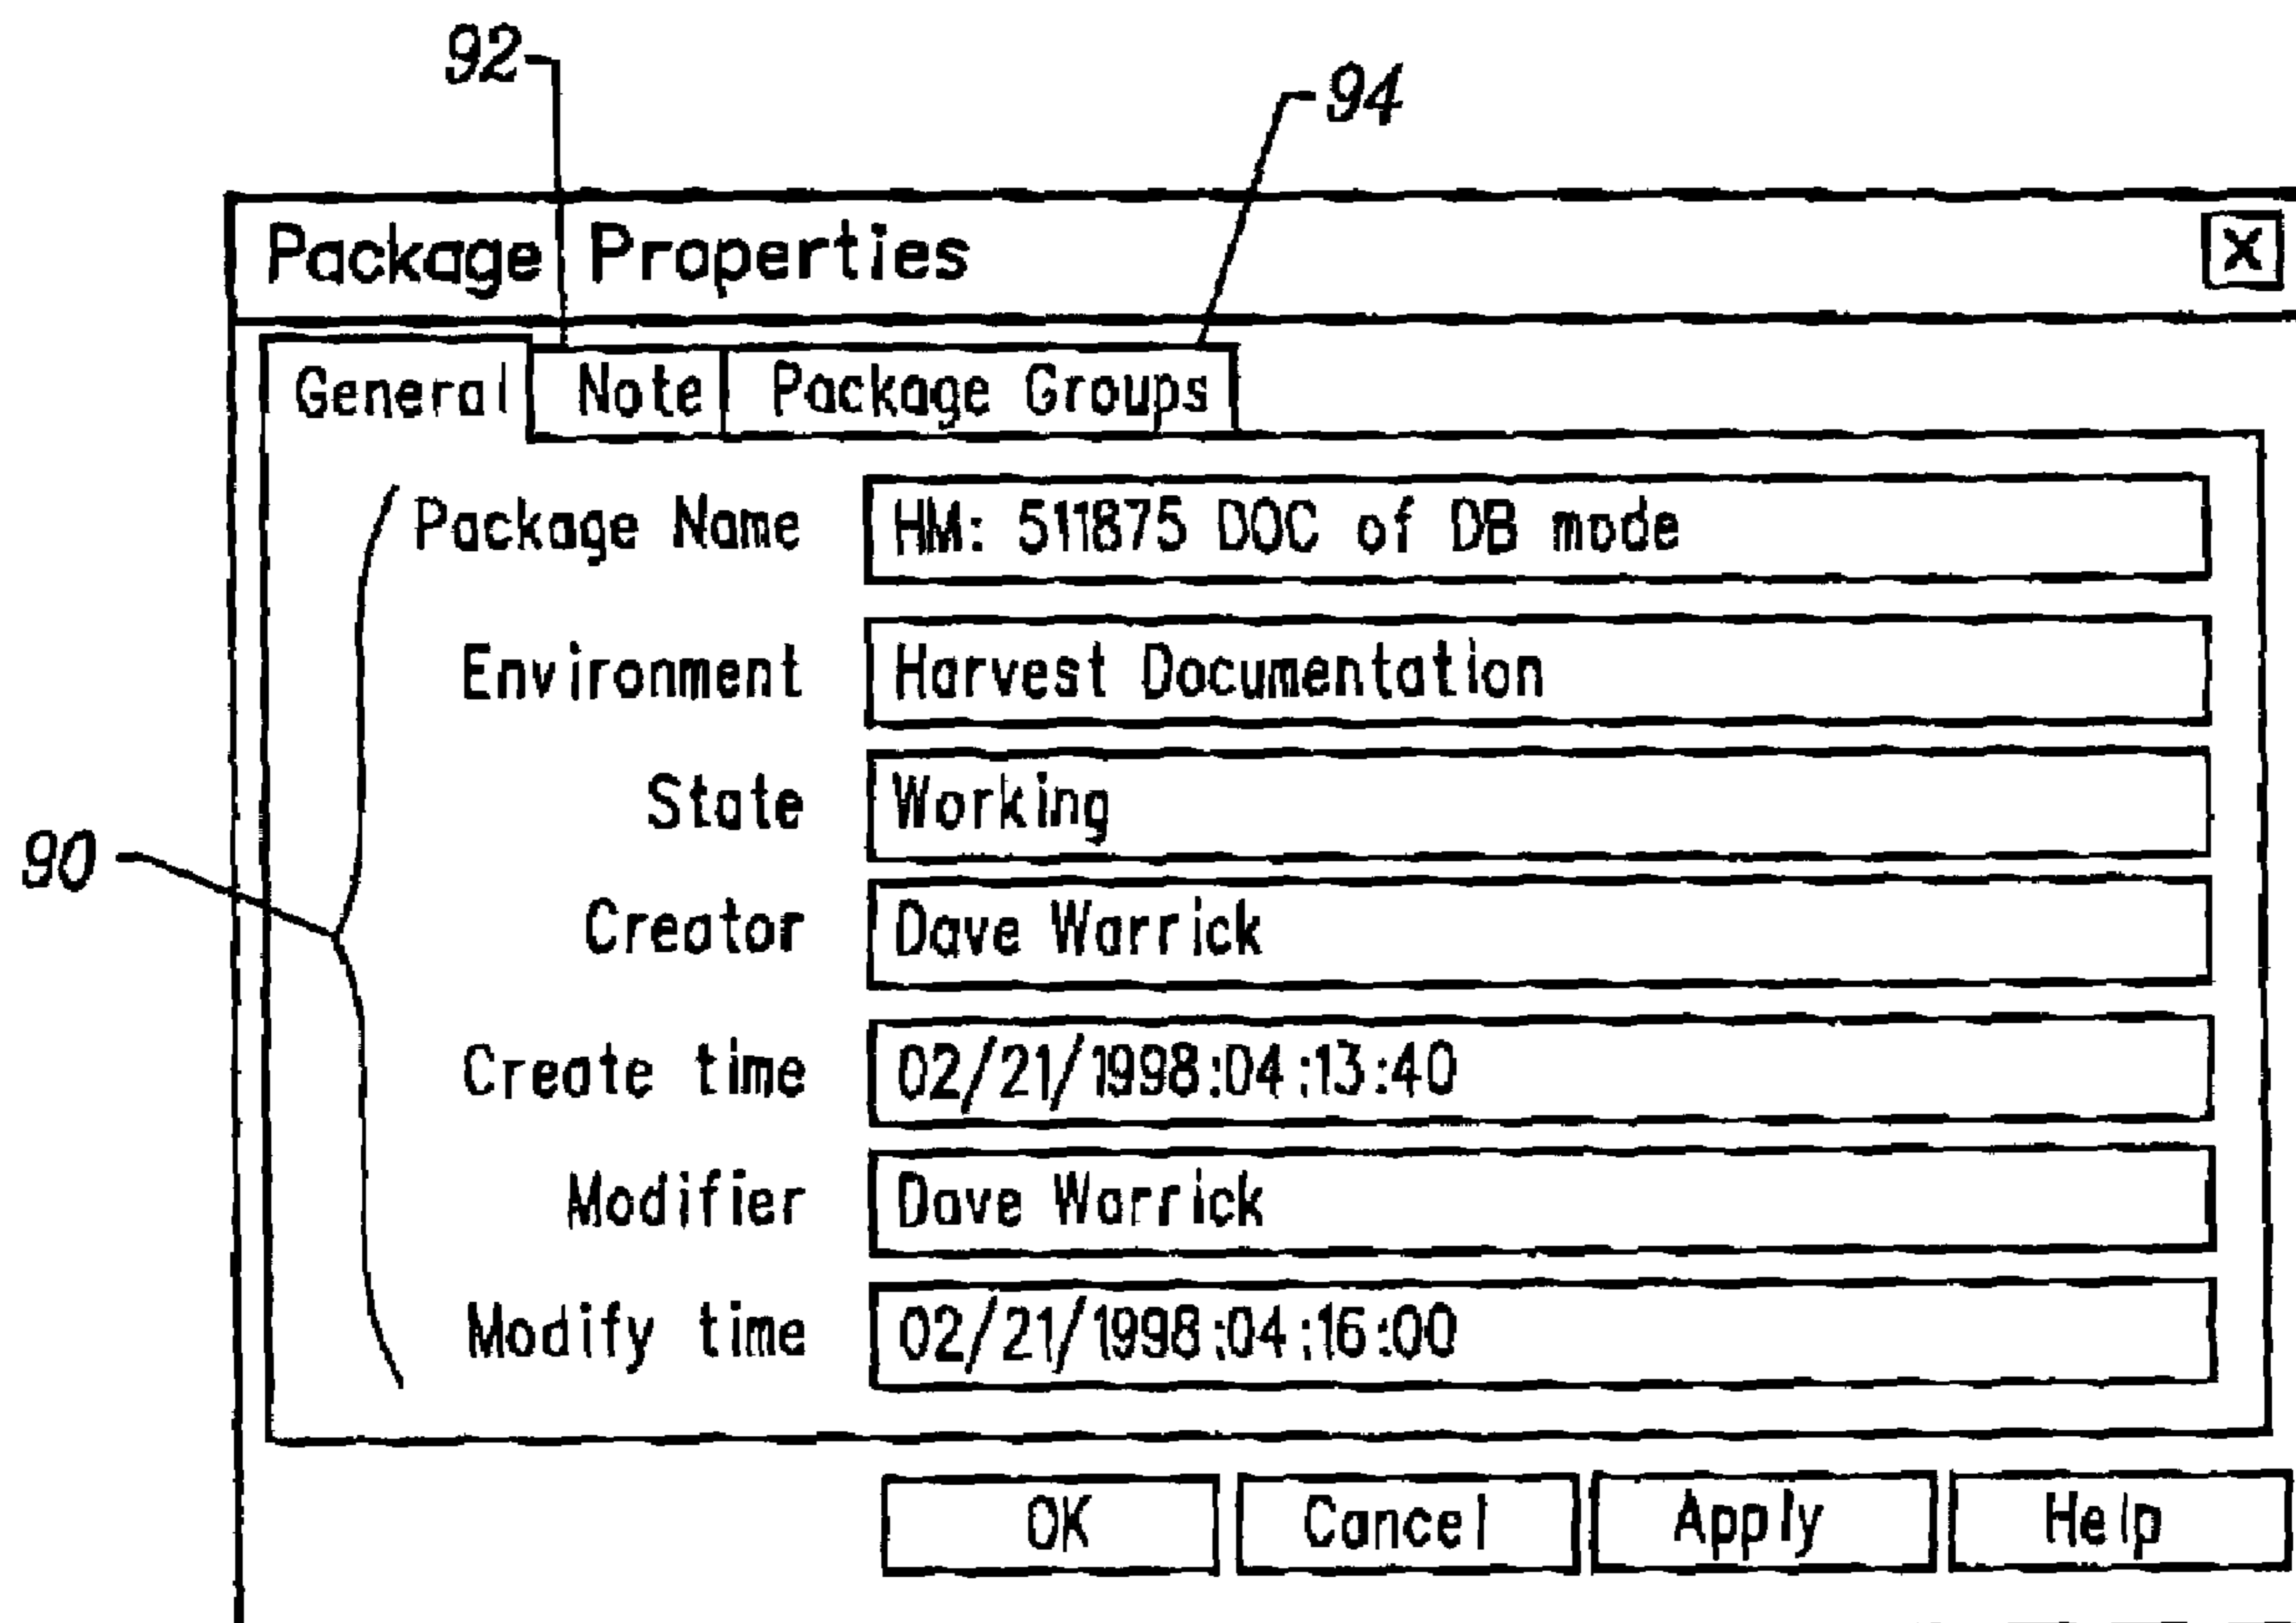 92
94
Package Properties X
General Note Package Groups
Package Name HM: 511875 DOC of DB mode
Environment Harvest Documentation
State Working
90
Creator Dave Warrick
Create time 02/21/1998:04:13:40
Modifier Dave Warrick
Modify time 02/21/1998:04:16:00
OK Cancel Apply Help